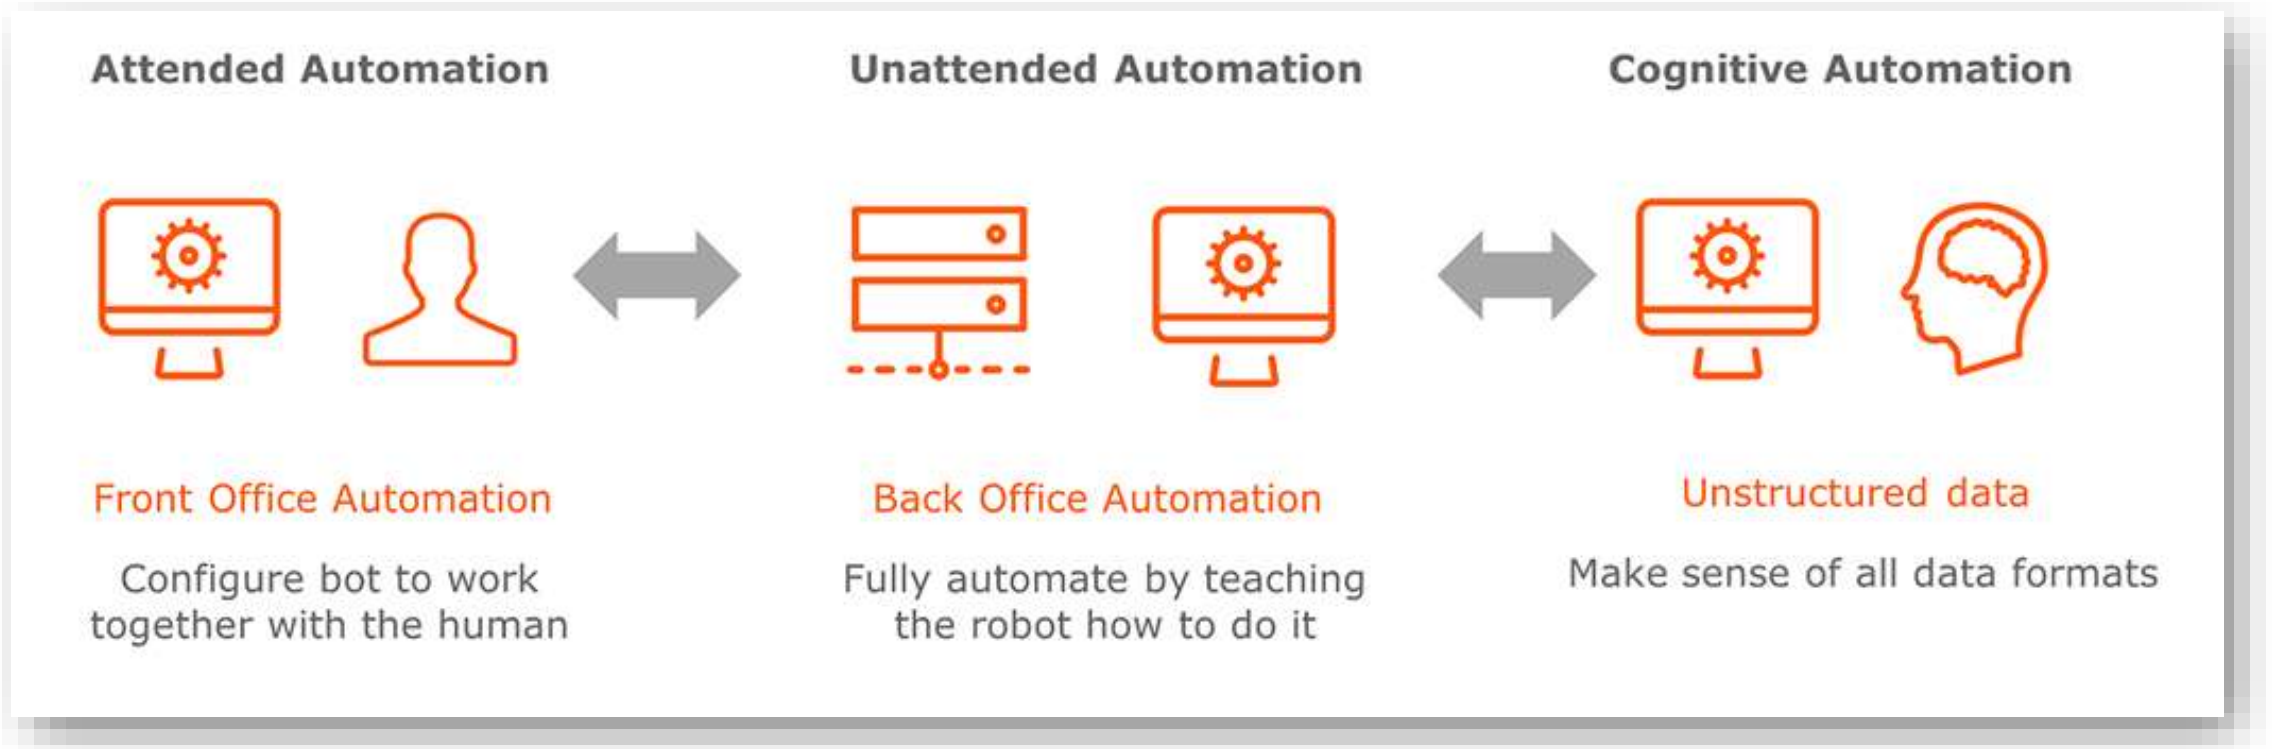 Attended Automation
Unattended Automation
Cognitive Automation
Front Office Automation
Configure bot to work
together with the human
Back Office Automation
Fully automate by teaching
the robot how to do it
Unstructured data
Make sense of all data formats